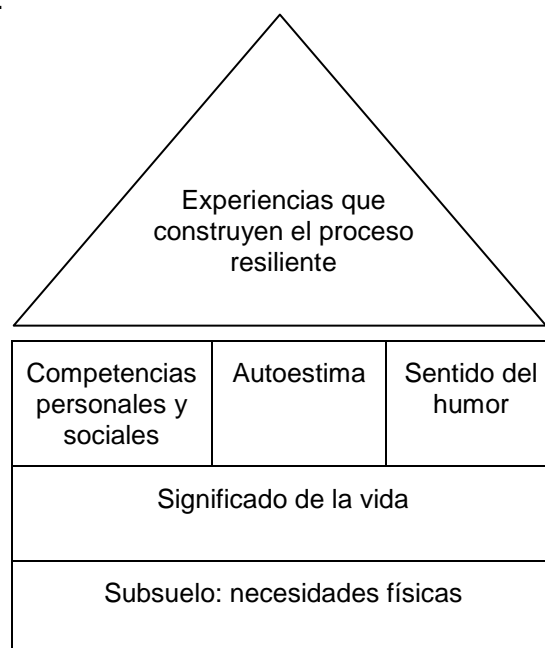 Experiencias que
construyen el proceso
resiliente
Competencias
personales y
sociales
Autoestima
Sentido del
humor
Significado de la vida
Subsuelo: necesidades físicas